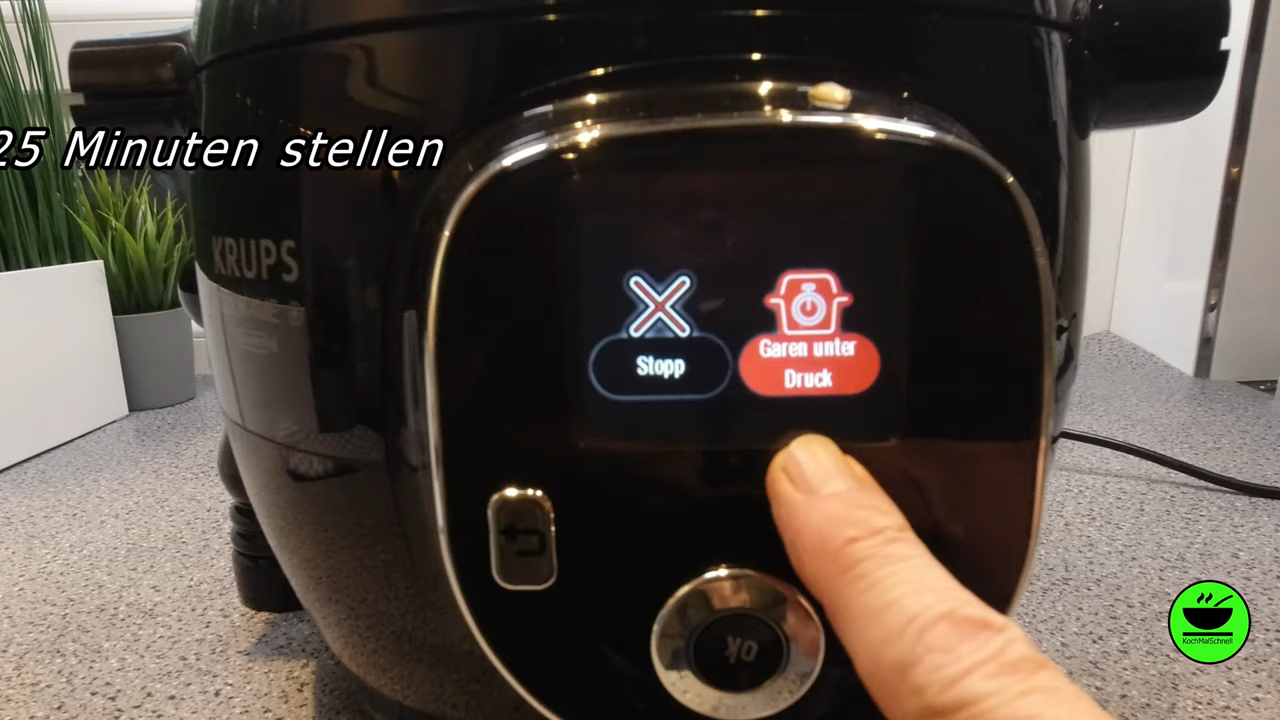 25 Minuten stellen
KRUPS
Stopp
Garen unter
Druck
ok
KochMalSchnell